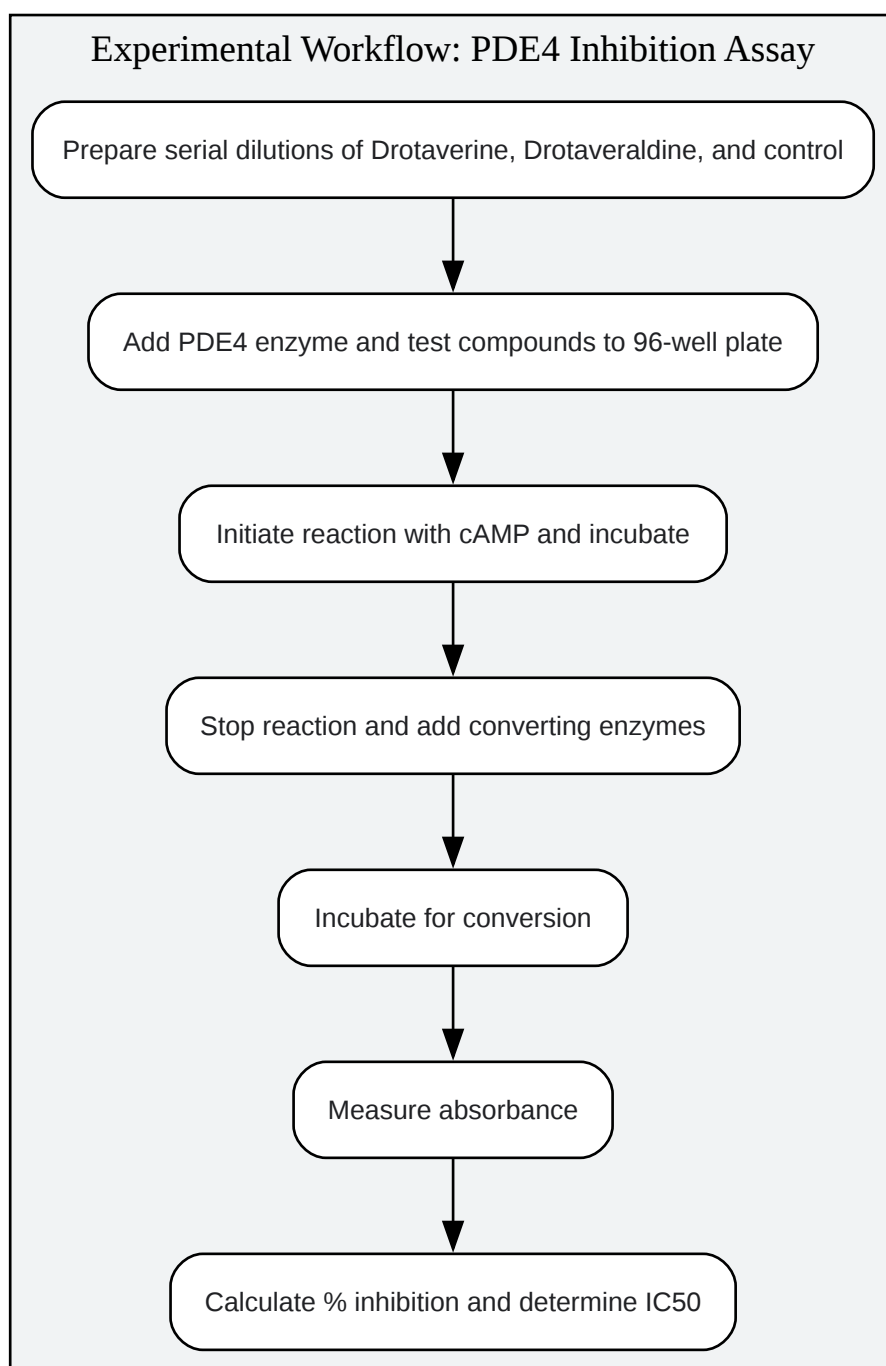 Experimental Workflow: PDE4 Inhibition Assay
Prepare serial dilutions of Drotaverine, Drotaveraldine, and control
Add PDE4 enzyme and test compounds to 96-well plate
Initiate reaction with cAMP and incubate
Stop reaction and add converting enzymes
Incubate for conversion
Measure absorbance
Calculate % inhibition and determine IC50